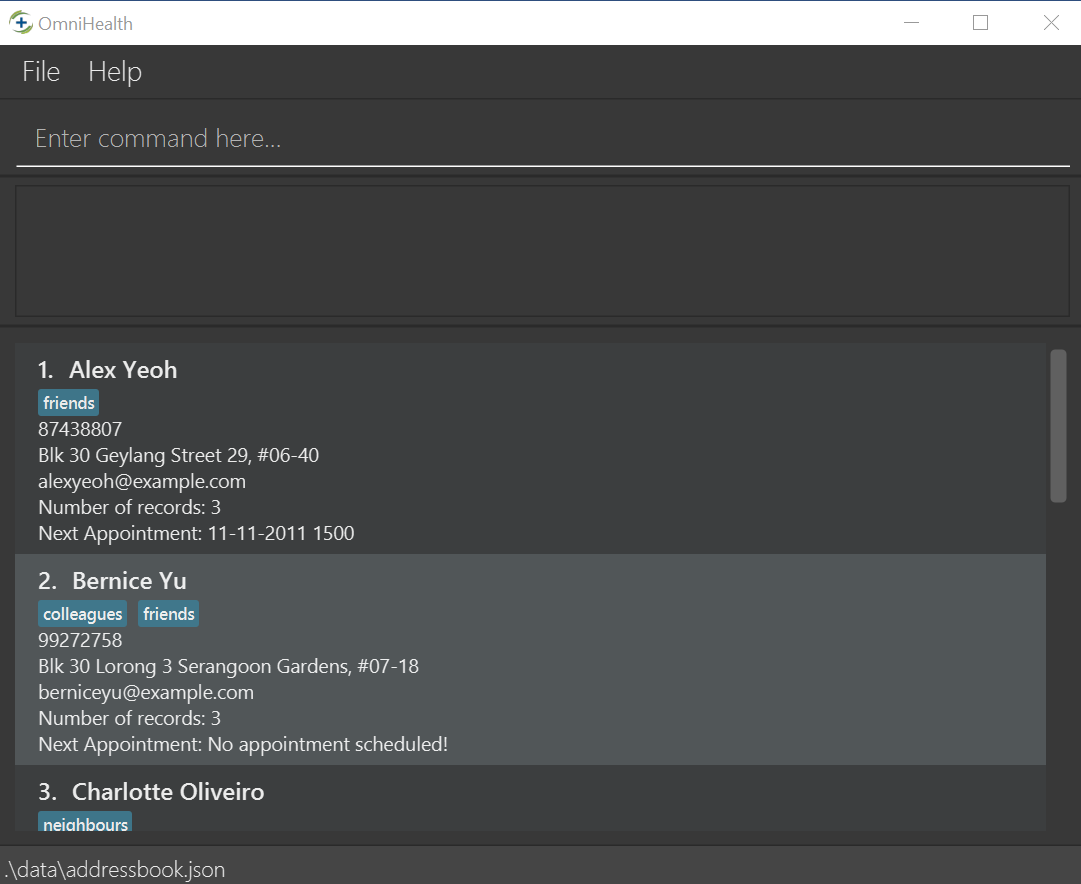 OmniHealth
File Help
Enter command here...
1. Alex Yeoh
friends
87438807
Blk 30 Geylang Street 29, #06-40
alexyeoh@example.com
Number of records: 3
Next Appointment: 11-11-2011 1500
2. Bernice Yu
colleagues friends
99272758
Blk 30 Lorong 3 Serangoon Gardens, #07-18
berniceyu@example.com
Number of records: 3
Next Appointment: No appointment scheduled!
3. Charlotte Oliveiro
neighbours
.\data\addressbook.json